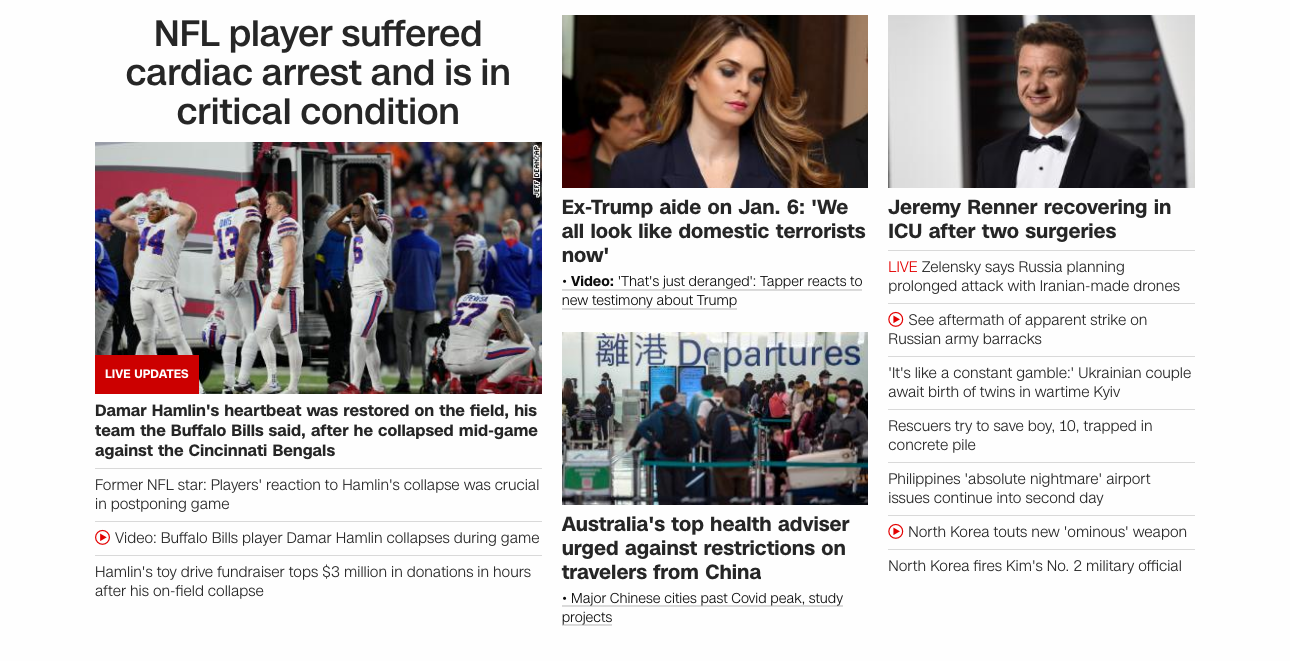 NFL player suffered
cardiac arrest and is in
critical condition
JEFF DEAN/AP
44
13
6
57
LIVE UPDATES
Damar Hamlin's heartbeat was restored on the field, his
team the Buffalo Bills said, after he collapsed mid-game
against the Cincinnati Bengals
Former NFL star: Players' reaction to Hamlin's collapse was crucial
in postponing game
Video: Buffalo Bills player Damar Hamlin collapses during game
Hamlin's toy drive fundraiser tops $3 million in donations in hours
after his on-field collapse
Ex-Trump aide on Jan. 6: 'We
all look like domestic terrorists
now'
• Video: 'That's just deranged': Tapper reacts to
new testimony about Trump
離港 Departures
Australia's top health adviser
urged against restrictions on
travelers from China
• Major Chinese cities past Covid peak, study
projects
Jeremy Renner recovering in
ICU after two surgeries
LIVE Zelensky says Russia planning
prolonged attack with Iranian-made drones
See aftermath of apparent strike on
Russian army barracks
'It's like a constant gamble:' Ukrainian couple
await birth of twins in wartime Kyiv
Rescuers try to save boy, 10, trapped in
concrete pile
Philippines 'absolute nightmare' airport
issues continue into second day
North Korea touts new 'ominous' weapon
North Korea fires Kim's No. 2 military official